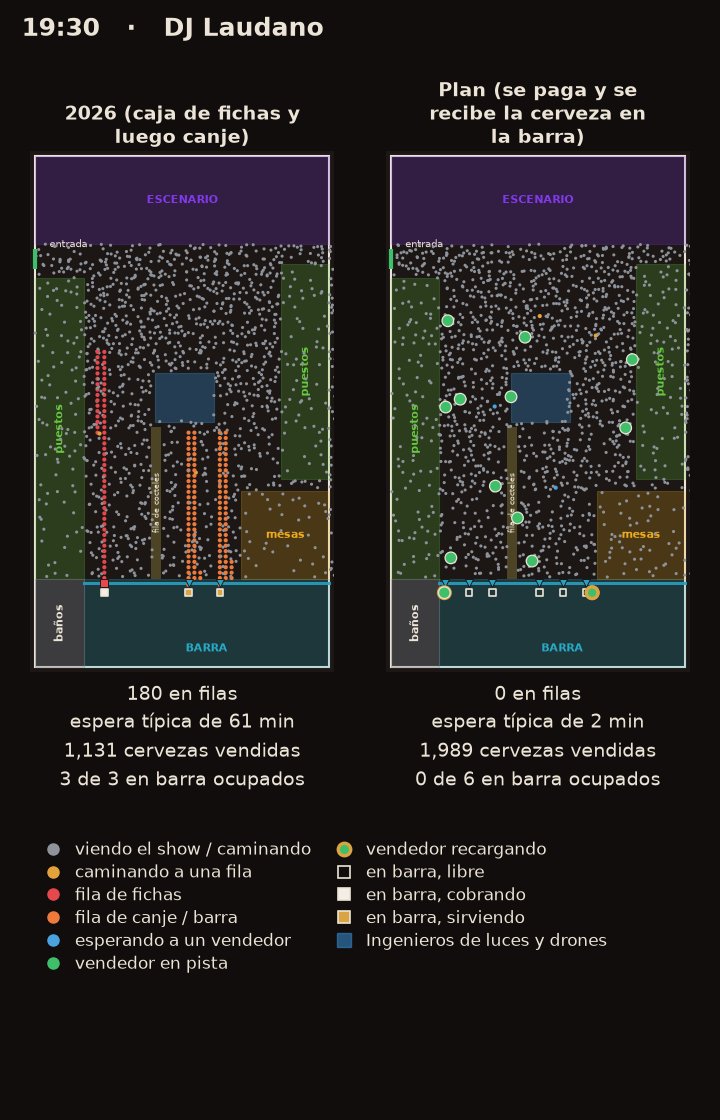 19:30 · DJ Laudano
2026 (caja de fichas y
luego canje)
ESCENARIO
entrada
puestos
puestos
fila de cocteles
mesas
baños
BARRA
180 en filas
espera típica de 61 min
1,131 cervezas vendidas
3 de 3 en barra ocupados
Plan (se paga y se
recibe la cerveza en
la barra)
ESCENARIO
entrada
puestos
puestos
fila de cocteles
mesas
baños
BARRA
0 en filas
espera típica de 2 min
1,989 cervezas vendidas
0 de 6 en barra ocupados
viendo el show / caminando
caminando a una fila
fila de fichas
fila de canje / barra
esperando a un vendedor
vendedor en pista
vendedor recargando
en barra, libre
en barra, cobrando
en barra, sirviendo
Ingenieros de luces y drones